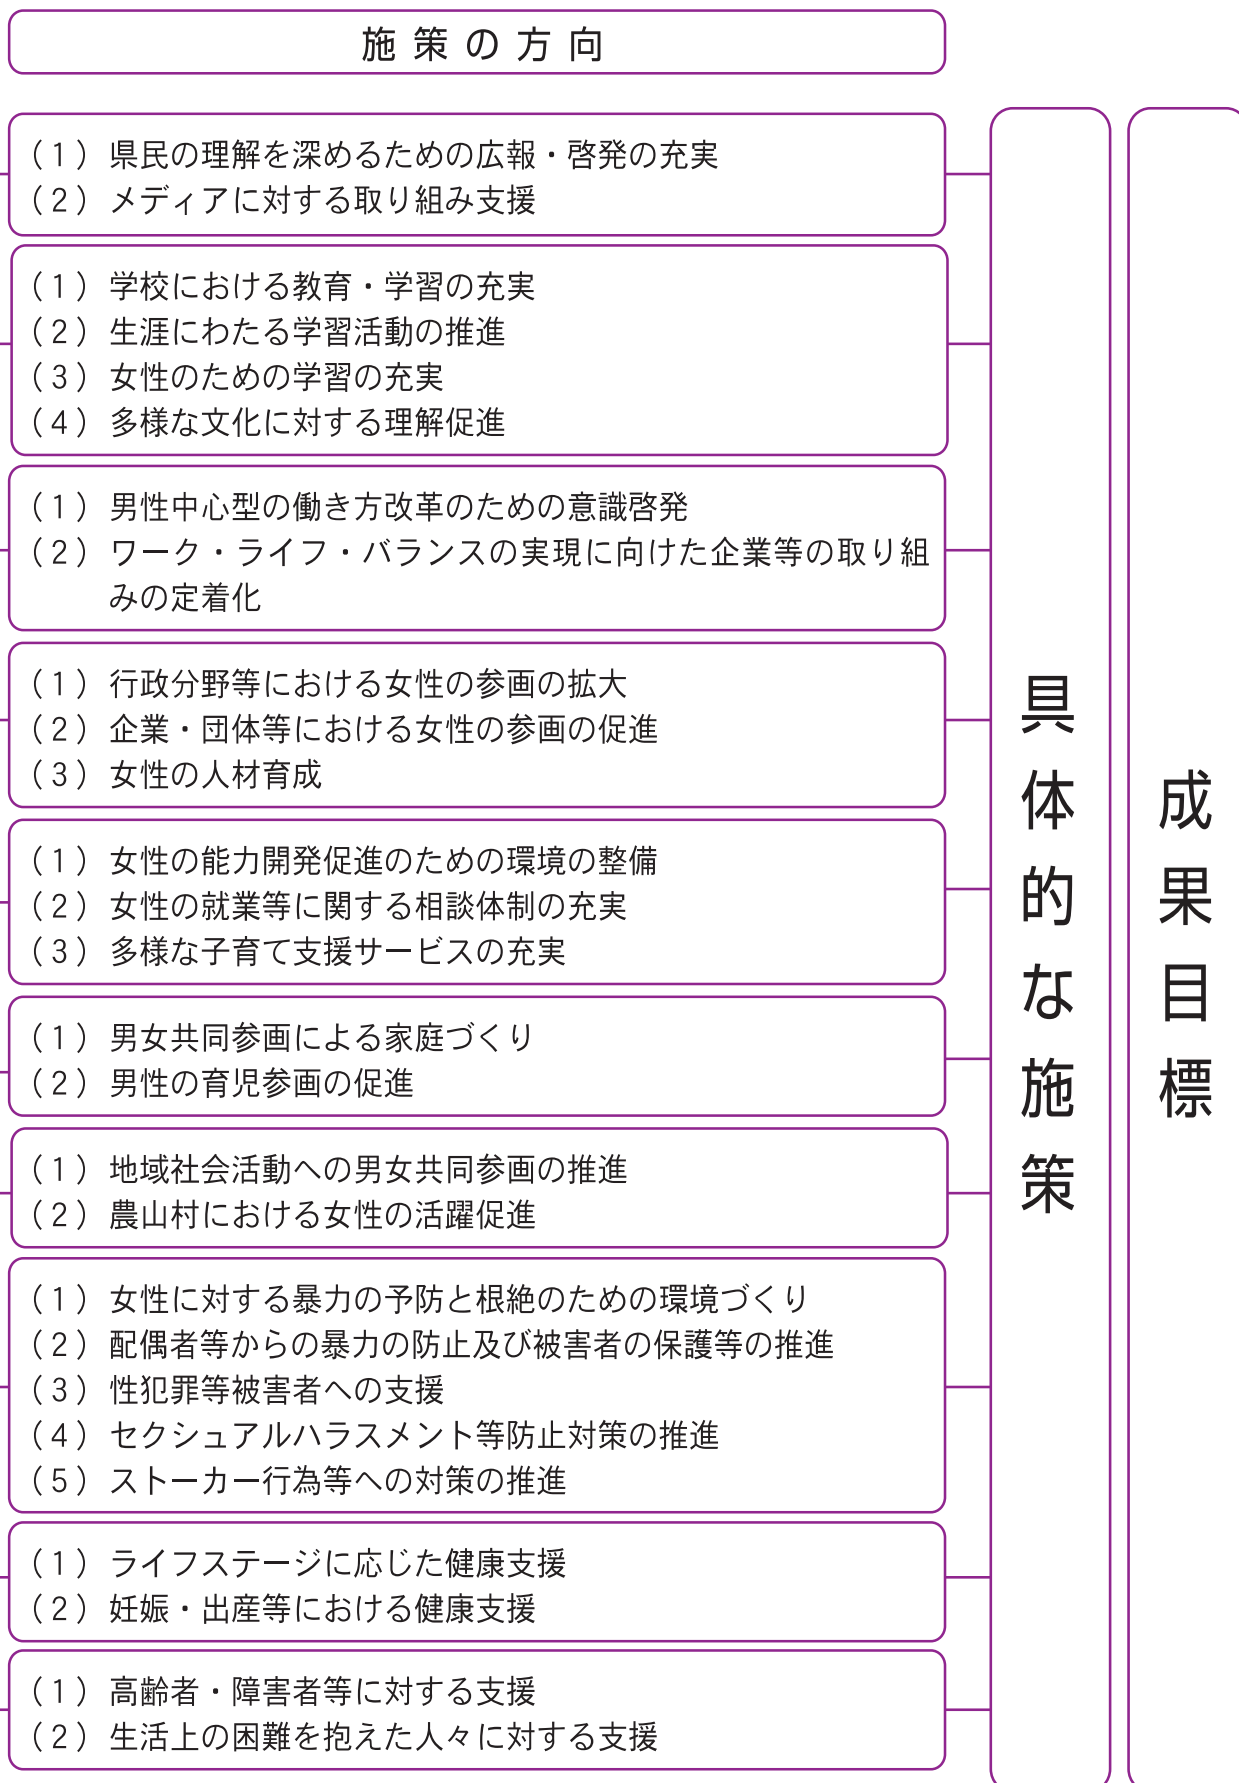 施策の方向
（1）県民の理解を深めるための広報・啓発の充実
（2）メディアに対する取り組み支援
（1）学校における教育・学習の充実
（2）生涯にわたる学習活動の推進
（3）女性のための学習の充実
（4）多様な文化に対する理解促進
（1）男性中心型の働き方改革のための意識啓発
（2）ワーク・ライフ・バランスの実現に向けた企業等の取り組
みの定着化
（1）行政分野等における女性の参画の拡大
（2）企業・団体等における女性の参画の促進
（3）女性の人材育成
（1）女性の能力開発促進のための環境の整備
（2）女性の就業等に関する相談体制の充実
（3）多様な子育て支援サービスの充実
（1）男女共同参画による家庭づくり
（2）男性の育児参画の促進
（1）地域社会活動への男女共同参画の推進
（2）農山村における女性の活躍促進
（1）女性に対する暴力の予防と根絶のための環境づくり
（2）配偶者等からの暴力の防止及び被害者の保護等の推進
（3）性犯罪等被害者への支援
（4）セクシュアルハラスメント等防止対策の推進
（5）ストーカー行為等への対策の推進
（1）ライフステージに応じた健康支援
（2）妊娠・出産等における健康支援
（1）高齢者・障害者等に対する支援
（2）生活上の困難を抱えた人々に対する支援
具体的な施策
成果目標